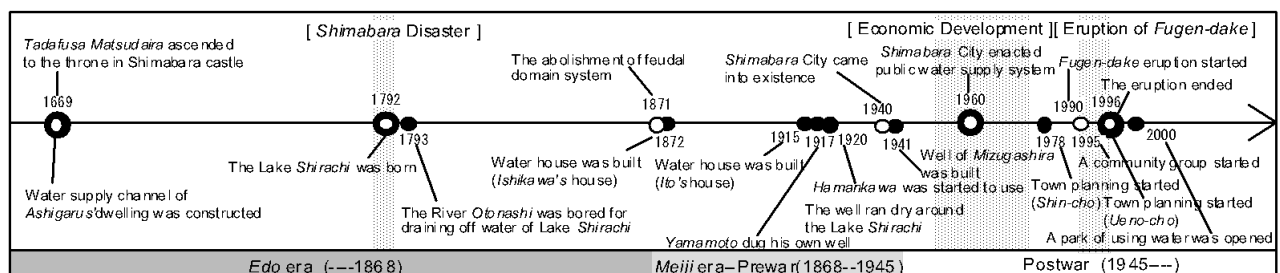 [ Shimabara Disaster ]
[ Economic Development ][ Eruption of Fugen-dake]
Tadafusa Matsudaira ascended
to the throne in Shimabara castle
The abolishment of feudal
domain system
Shimabara City came
into existence
Shimabara City enacted
public water supply system
Fugen-dake eruption started
The eruption ended
1669
1792
1871
1940
1960
1990
1996
1793
1872
1915
1917
1920
1941
1978
1995
2000
Water supply channel of
Ashigarus'dwelling was constructed
The Lake Shirachi was born
The River Otonashi was bored for
draining off water of Lake Shirachi
Water house was built
(Ishikawa's house)
Water house was built
(Ito's house)
Yamamoto dug his own well
Hamankawa was started to use
The well ran dry around
the Lake Shirachi
Well of Mizugashira
was built
Town planning started
(Shin-cho)
A community group started
Town planning started
(Ueno-cho)
A park of using water was opened
Edo era (----1868)
Meiji era-Prewar(1868--1945)
Postwar (1945----)